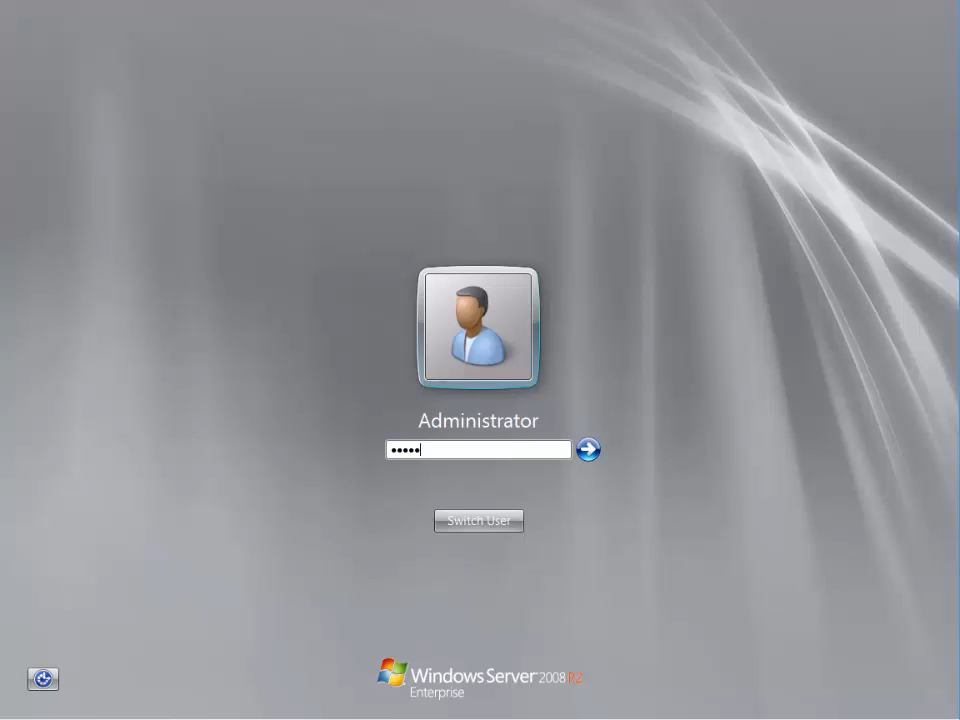 Administrator
•••••
Switch User
Windows Server 2008 R2
Enterprise